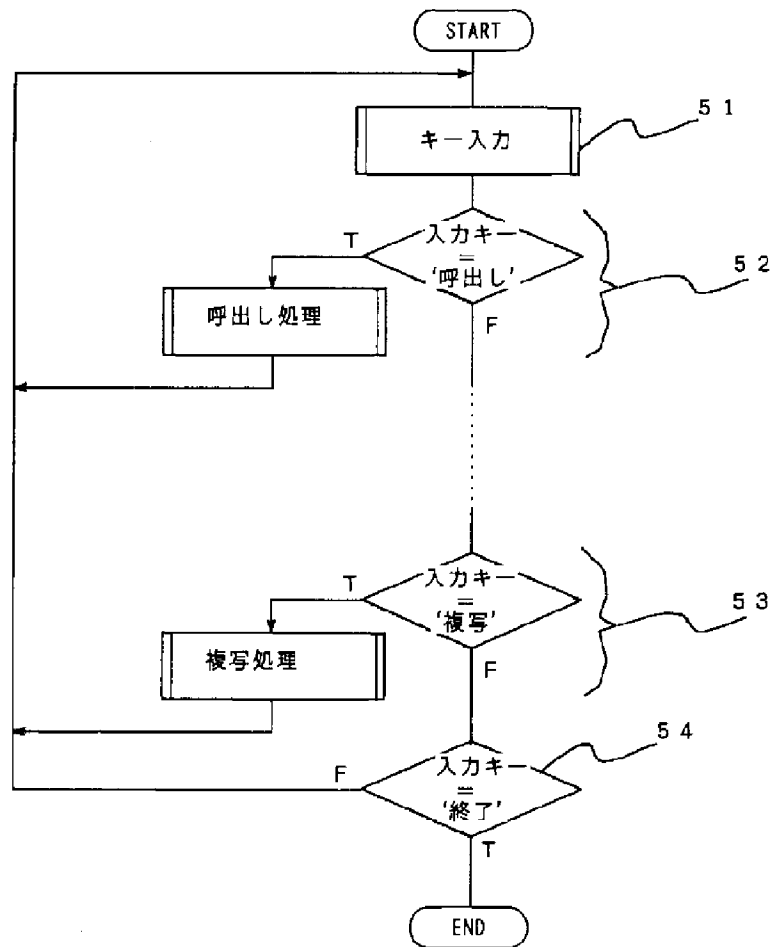 START
キー入力
51
T
入力キー
=
‘呼出し’
52
呼出し処理
F
T
入力キー
=
‘複写’
53
複写処理
F
54
F
入力キー
=
‘終了’
T
END